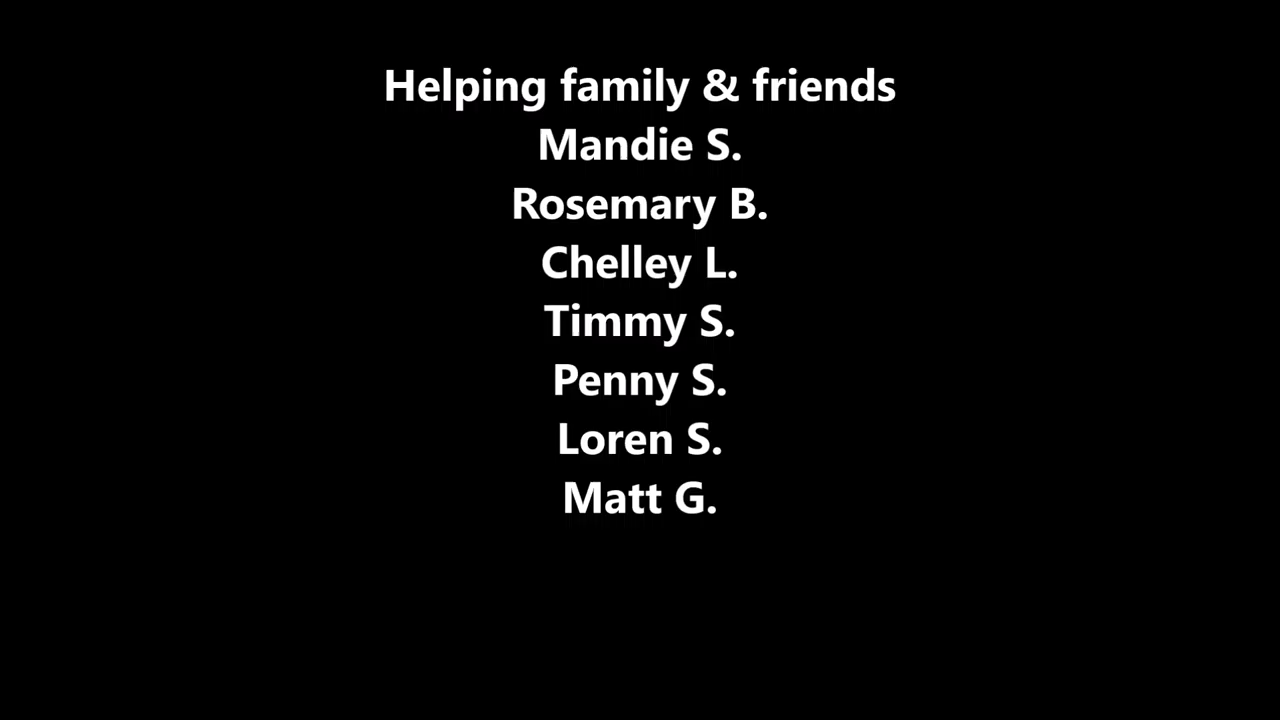 Helping family & friends
Mandie S.
Rosemary B.
Chelley L.
Timmy S.
Penny S.
Loren S.
Matt G.